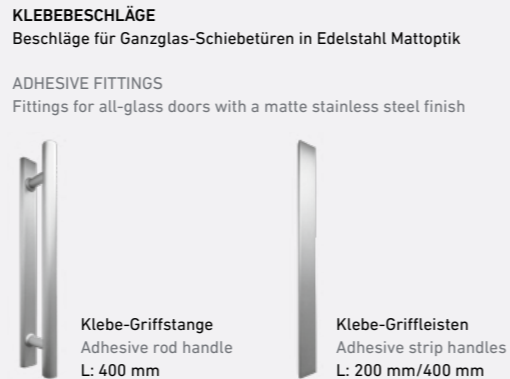 KLEBEBESCHLÄGE
Beschläge für Ganzglas-Schiebetüren in Edelstahl Mattoptik
ADHESIVE FITTINGS
Fittings for all-glass doors with a matte stainless steel finish
Klebe-Griffstange
Adhesive rod handle
L: 400 mm
Klebe-Griffleisten
Adhesive strip handles
L: 200 mm/400 mm